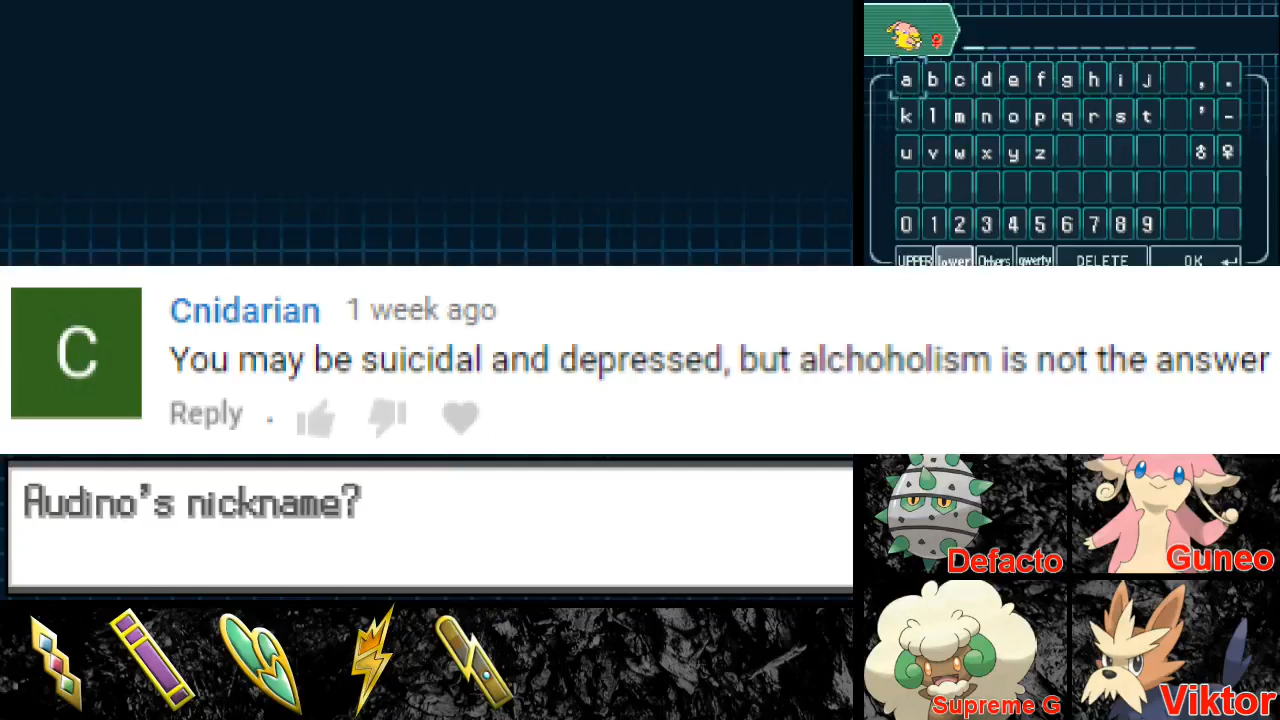 a b c d e f g h i j , .
k l m n o p q r s t ' -
u v w x y z ♂ ♀
0 1 2 3 4 5 6 7 8 9
UPPER lower Others qwerty DELETE OK
C
Cnidarian 1 week ago
You may be suicidal and depressed, but alchoholism is not the answer
Reply .
Audino's nickname?
Defacto
Guneo
Supreme G
Viktor